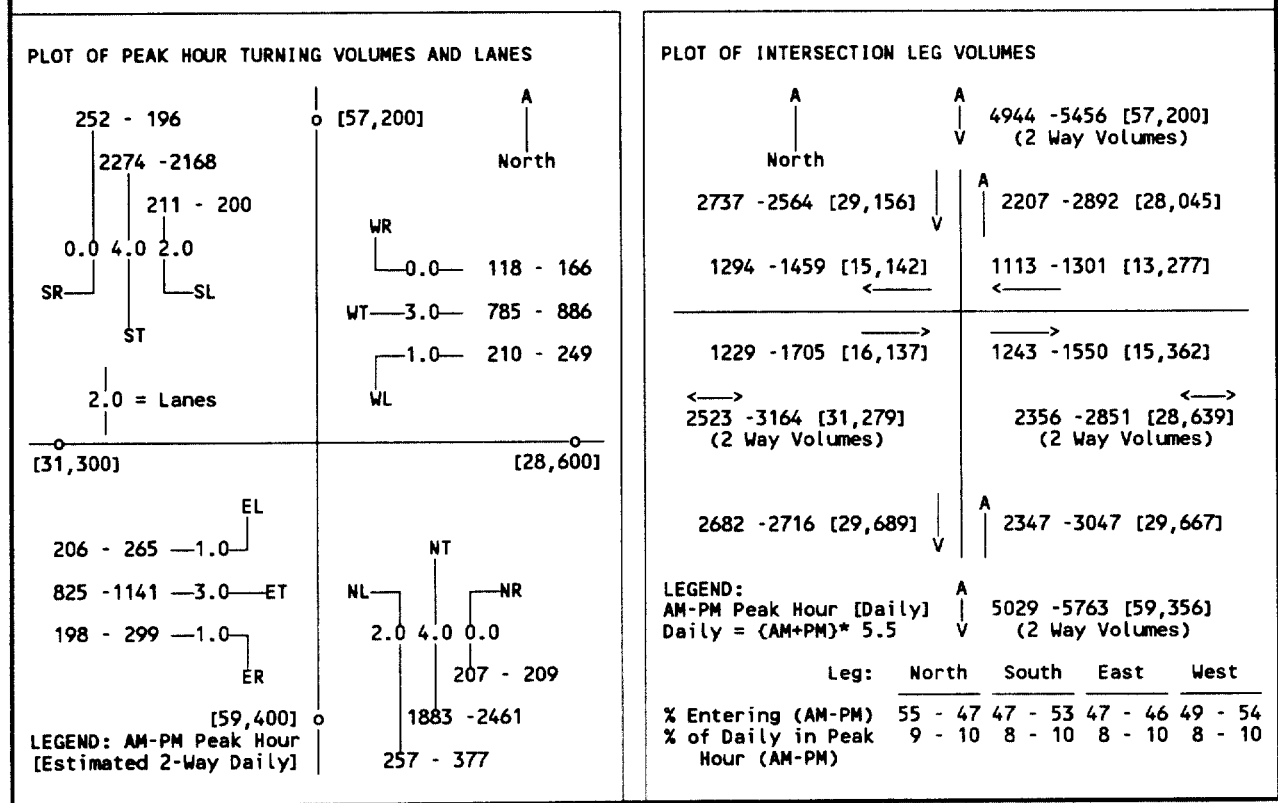 PLOT OF PEAK HOUR TURNING VOLUMES AND LANES
252 - 196
[57,200]
A
North
2274 -2168
211 - 200
0.0 4.0 2.0
SR
SL
ST
WR
0.0 118 - 166
WT 3.0 785 - 886
1.0 210 - 249
WL
2.0 = Lanes
[31,300]
[28,600]
EL
206 - 265 1.0
825 -1141 3.0 ET
198 - 299 1.0
ER
NT
NL
NR
2.0 4.0 0.0
207 - 209
1883 -2461
257 - 377
[59,400]
LEGEND: AM-PM Peak Hour
[Estimated 2-Way Daily]
PLOT OF INTERSECTION LEG VOLUMES
A
North
A
V
4944 -5456 [57,200]
(2 Way Volumes)
2737 -2564 [29,156]
V
A
2207 -2892 [28,045]
1294 -1459 [15,142]
1113 -1301 [13,277]
1229 -1705 [16,137]
1243 -1550 [15,362]
2523 -3164 [31,279]
(2 Way Volumes)
2356 -2851 [28,639]
(2 Way Volumes)
2682 -2716 [29,689]
V
A
2347 -3047 [29,667]
LEGEND:
AM-PM Peak Hour [Daily]
Daily = {AM+PM}* 5.5
A
V
5029 -5763 [59,356]
(2 Way Volumes)
Leg: North South East West
% Entering (AM-PM) 55 - 47 47 - 53 47 - 46 49 - 54
% of Daily in Peak 9 - 10 8 - 10 8 - 10 8 - 10
Hour (AM-PM)